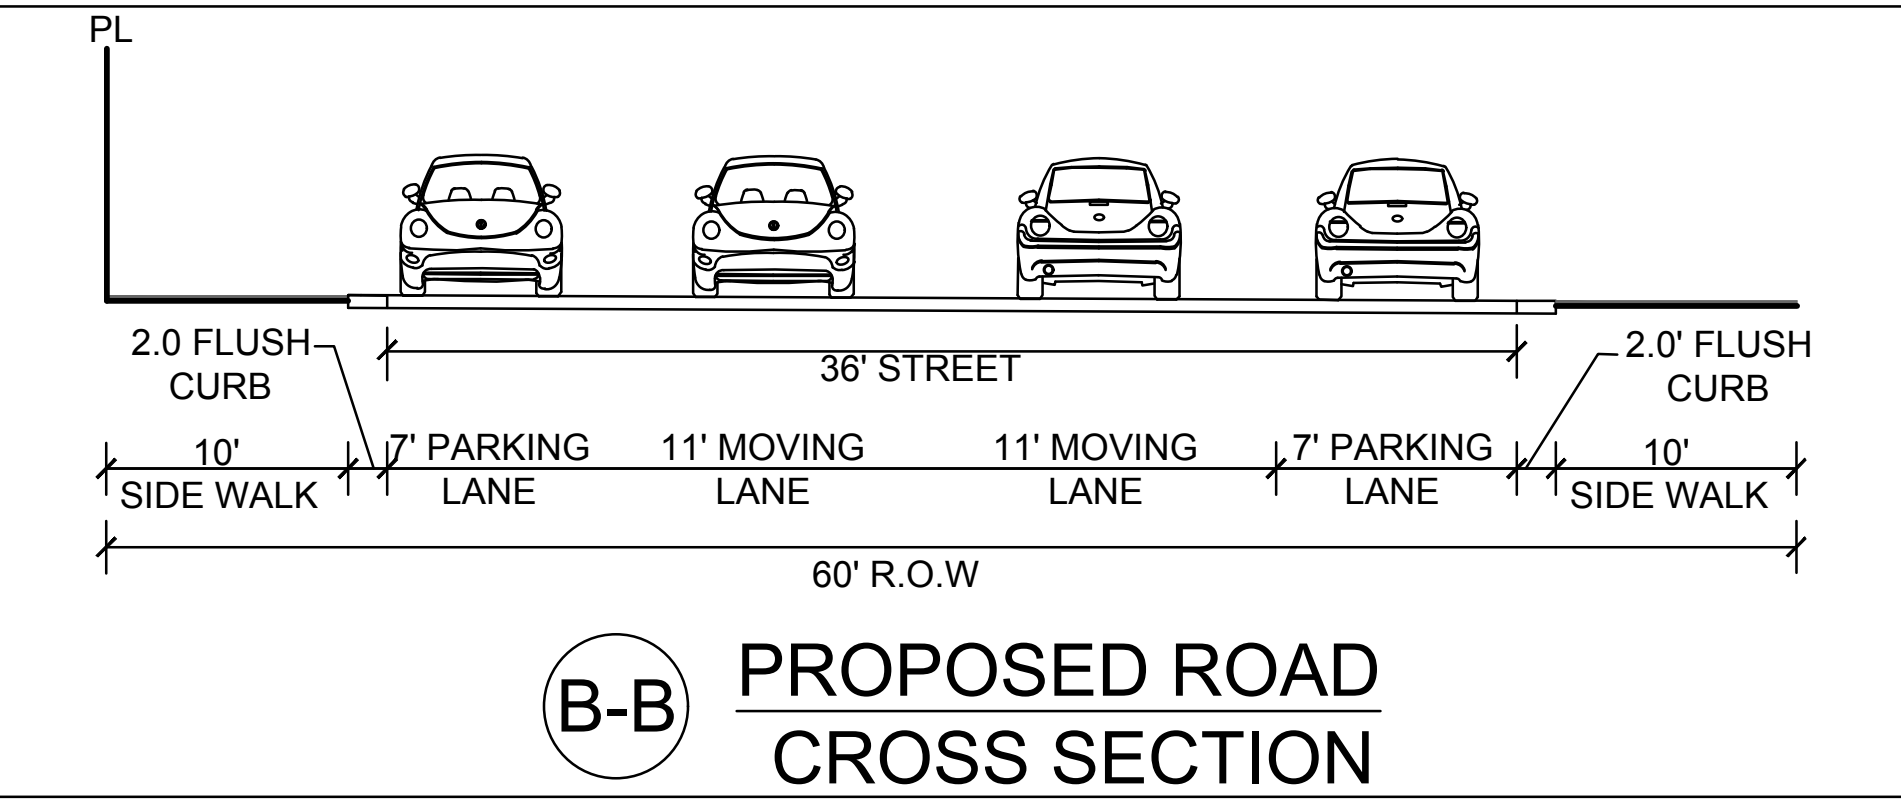 PL
2.0 FLUSH
CURB
36' STREET
2.0' FLUSH
CURB
10'
SIDE WALK
7' PARKING
LANE
11' MOVING
LANE
11' MOVING
LANE
7' PARKING
LANE
10'
SIDE WALK
60' R.O.W
B-B
PROPOSED ROAD
CROSS SECTION